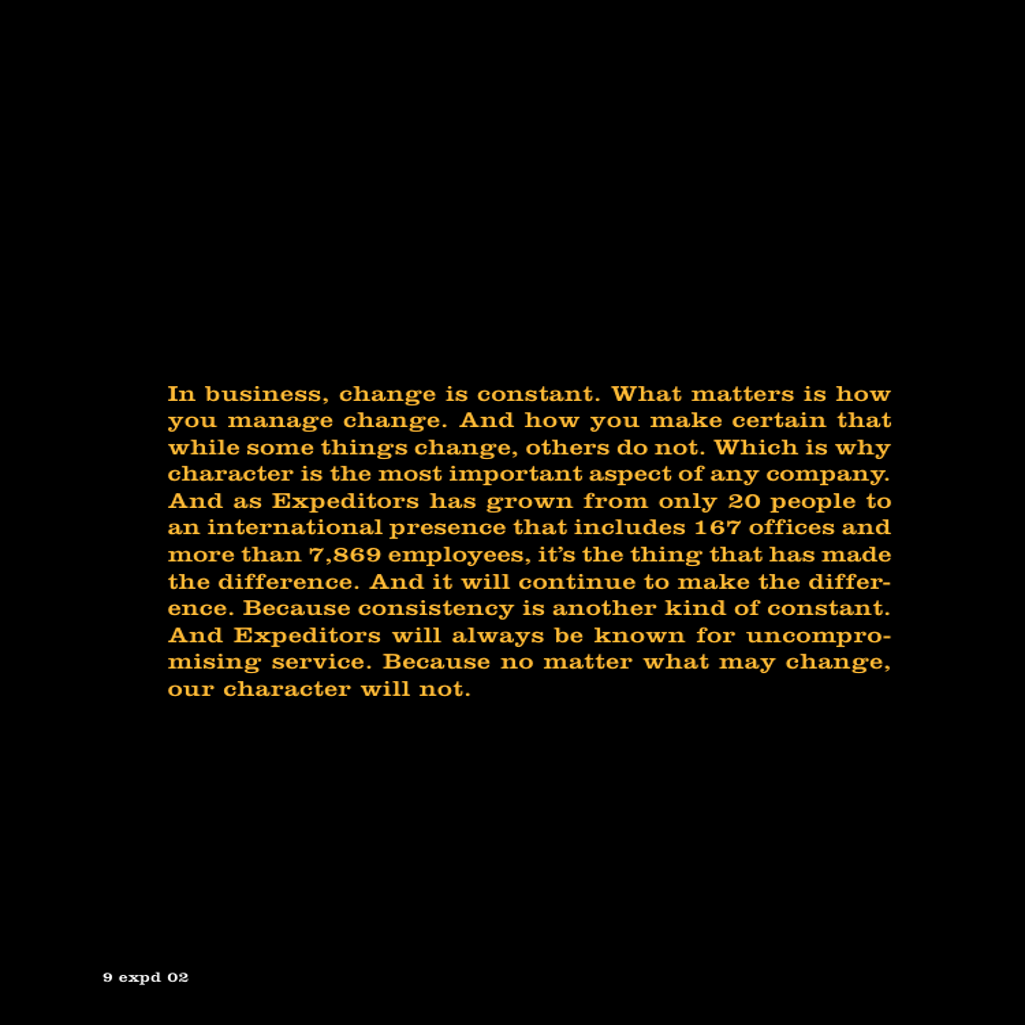 In business, change is constant. What matters is how
you manage change. And how you make certain that
while some things change, others do not. Which is why
character is the most important aspect of any company.
And as Expeditors has grown from only 20 people to
an international presence that includes 167 offices and
more than 7,869 employees, it’s the thing that has made
the difference. And it will continue to make the differ-
ence. Because consistency is another kind of constant.
And Expeditors will always be known for uncompro-
mising service. Because no matter what may change,
our character will not.
9 expd 02